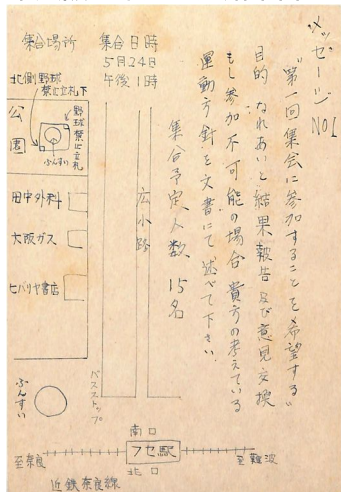 メッセージNO1
"第一回集会に参加することを希望する"
目的 なれあいと結果報告及び意見交換
もし参加不可能の場合 貴方の考えている
運動方針を文書にて述べて下さい.
集合予定人数 15名
集合日時
5月24日
午後1時
集合場所
北側野球
禁止立札下
野球禁止立札
公園
ふんすい
田中外科
大阪ガス
ヒバリヤ書店
広小路
バスストップ
ふんすい
南口
フセ駅
北口
至奈良
至難波
近鉄奈良線